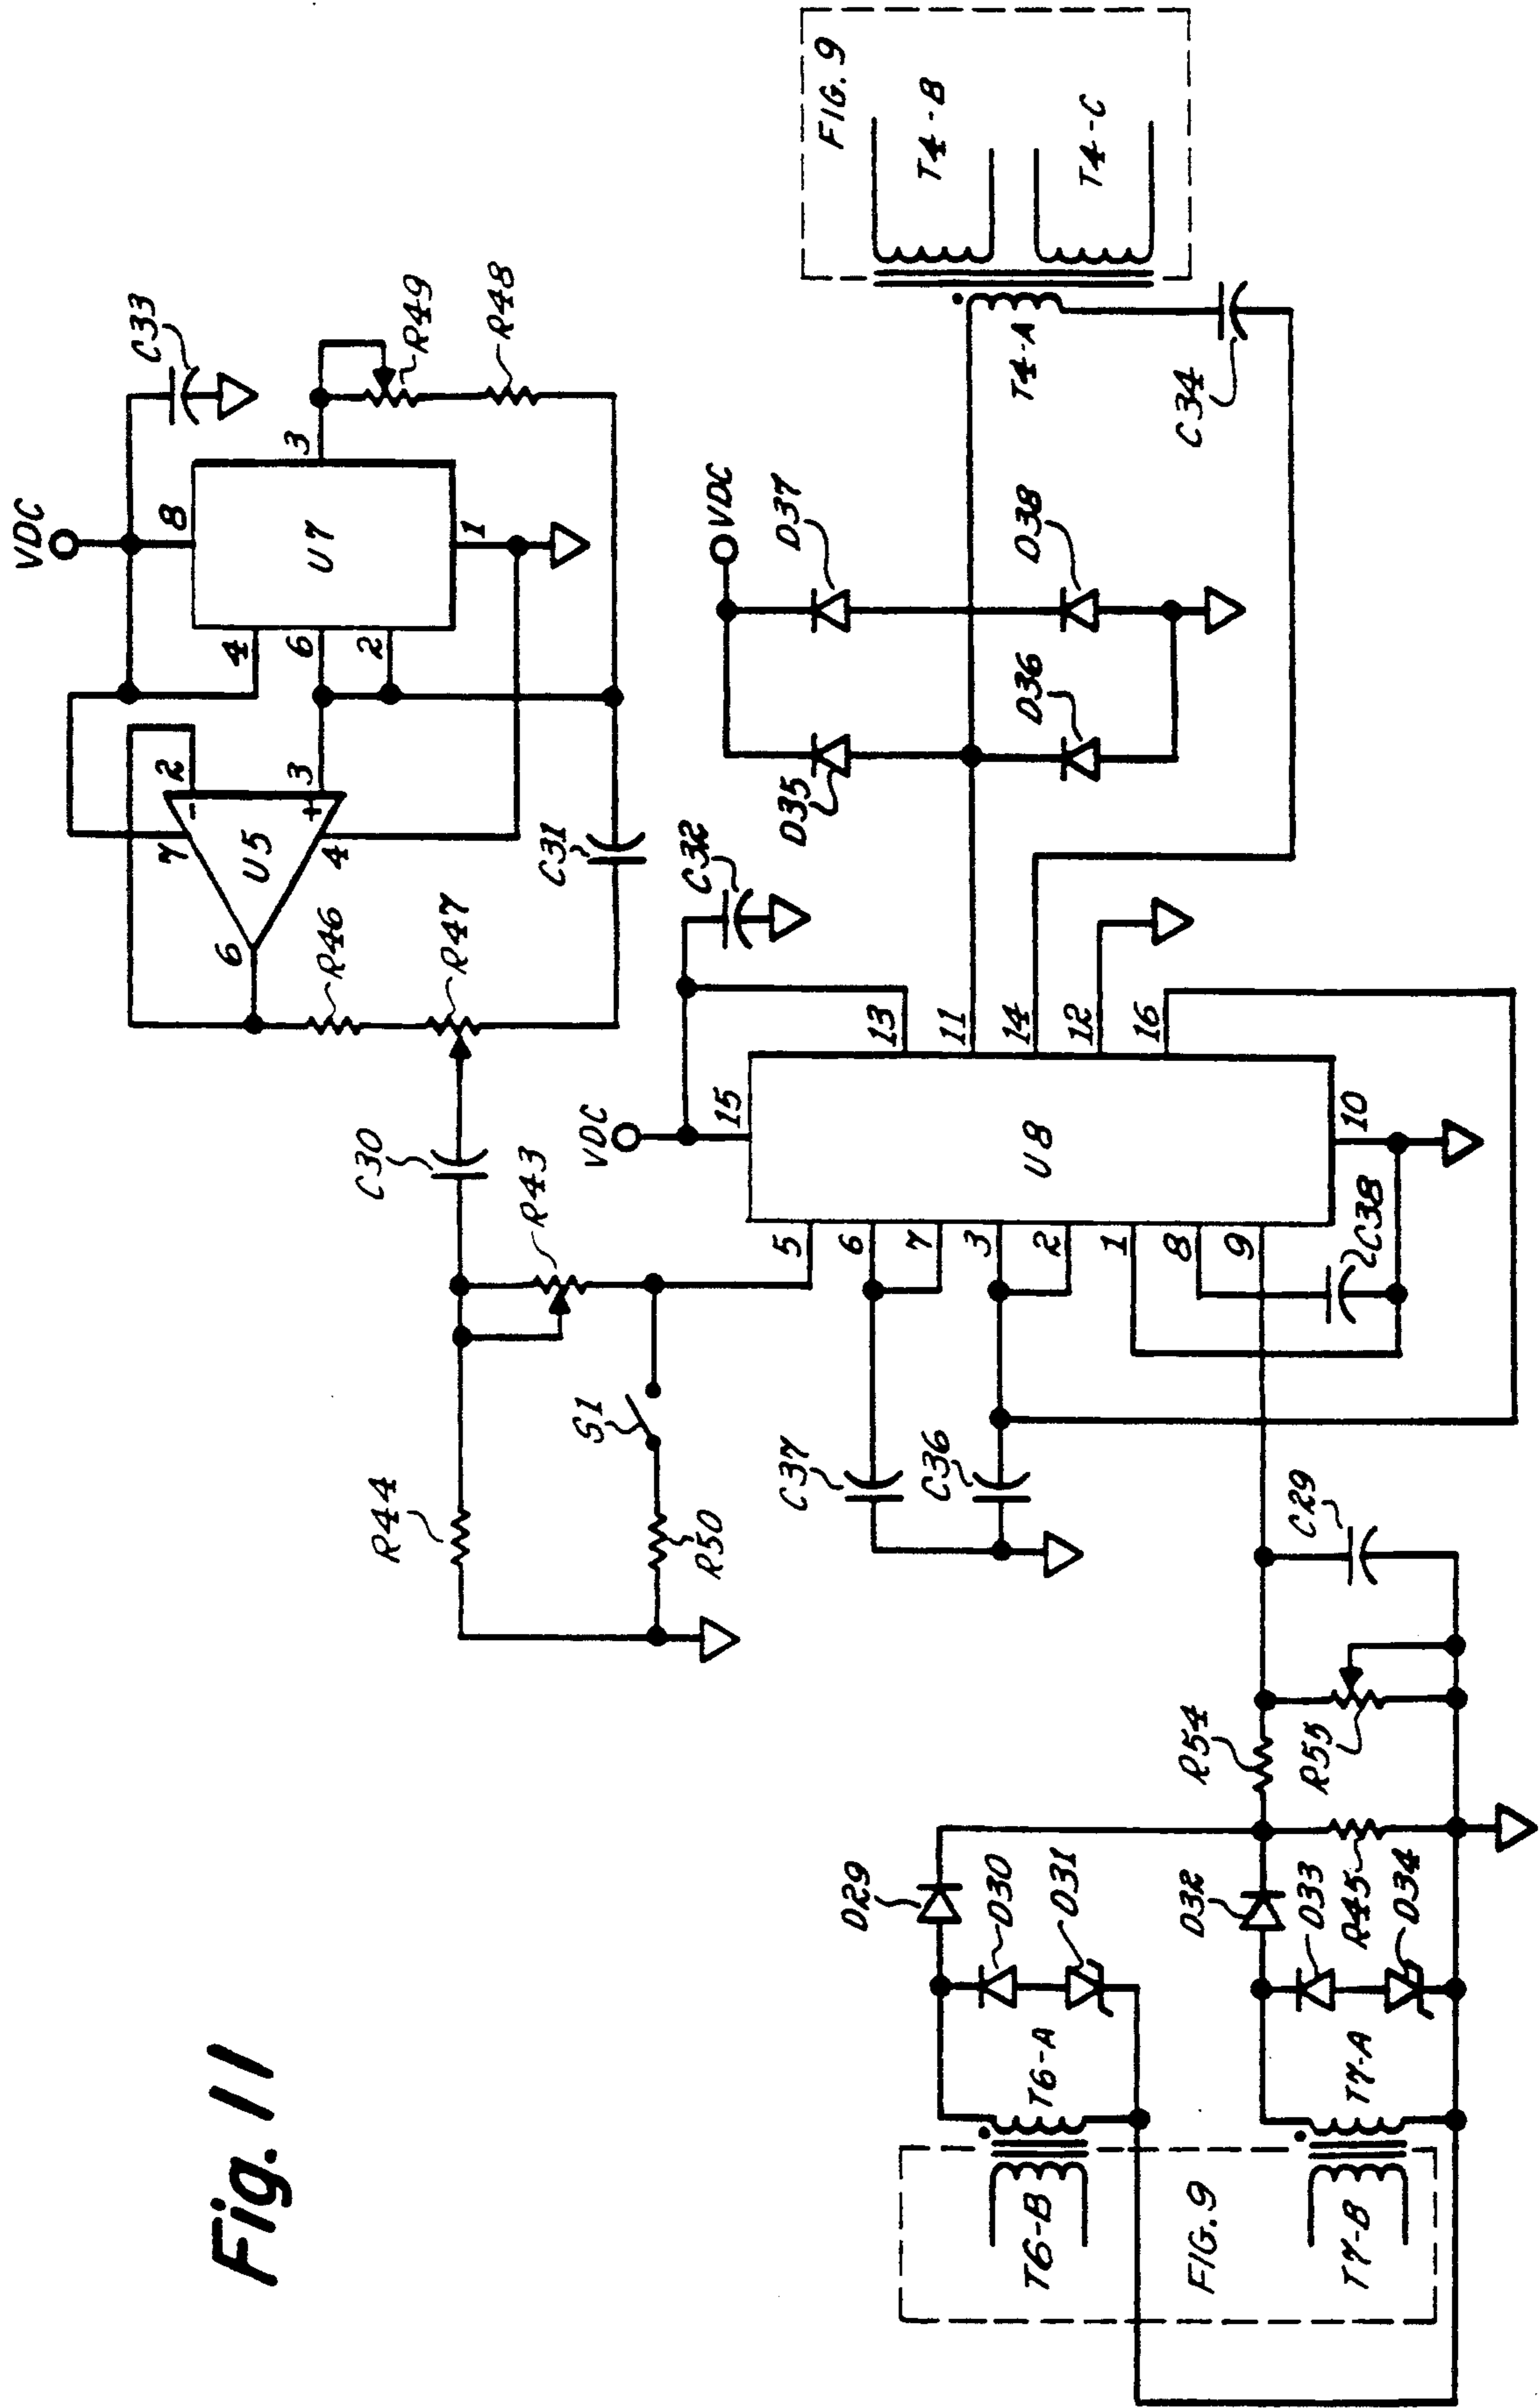 Fig. 11
VDC
C33
8
U7
4
6
2
3
1
R49
R48
7
2
U5
3
4
6
R46
R47
C31
C30
R43
R44
S1
R50
VDC
C32
VDC
D37
D35
D36
D38
FIG. 9
T4-B
T4-C
T4-A
C34
15
U8
13
11
14
12
16
5
6
7
3
2
1
8
9
10
C38
C37
C36
C29
R54
R55
D29
D30
D31
D32
D33
R45
D34
T6-A
T7-A
T6-B
FIG. 9
T7-B